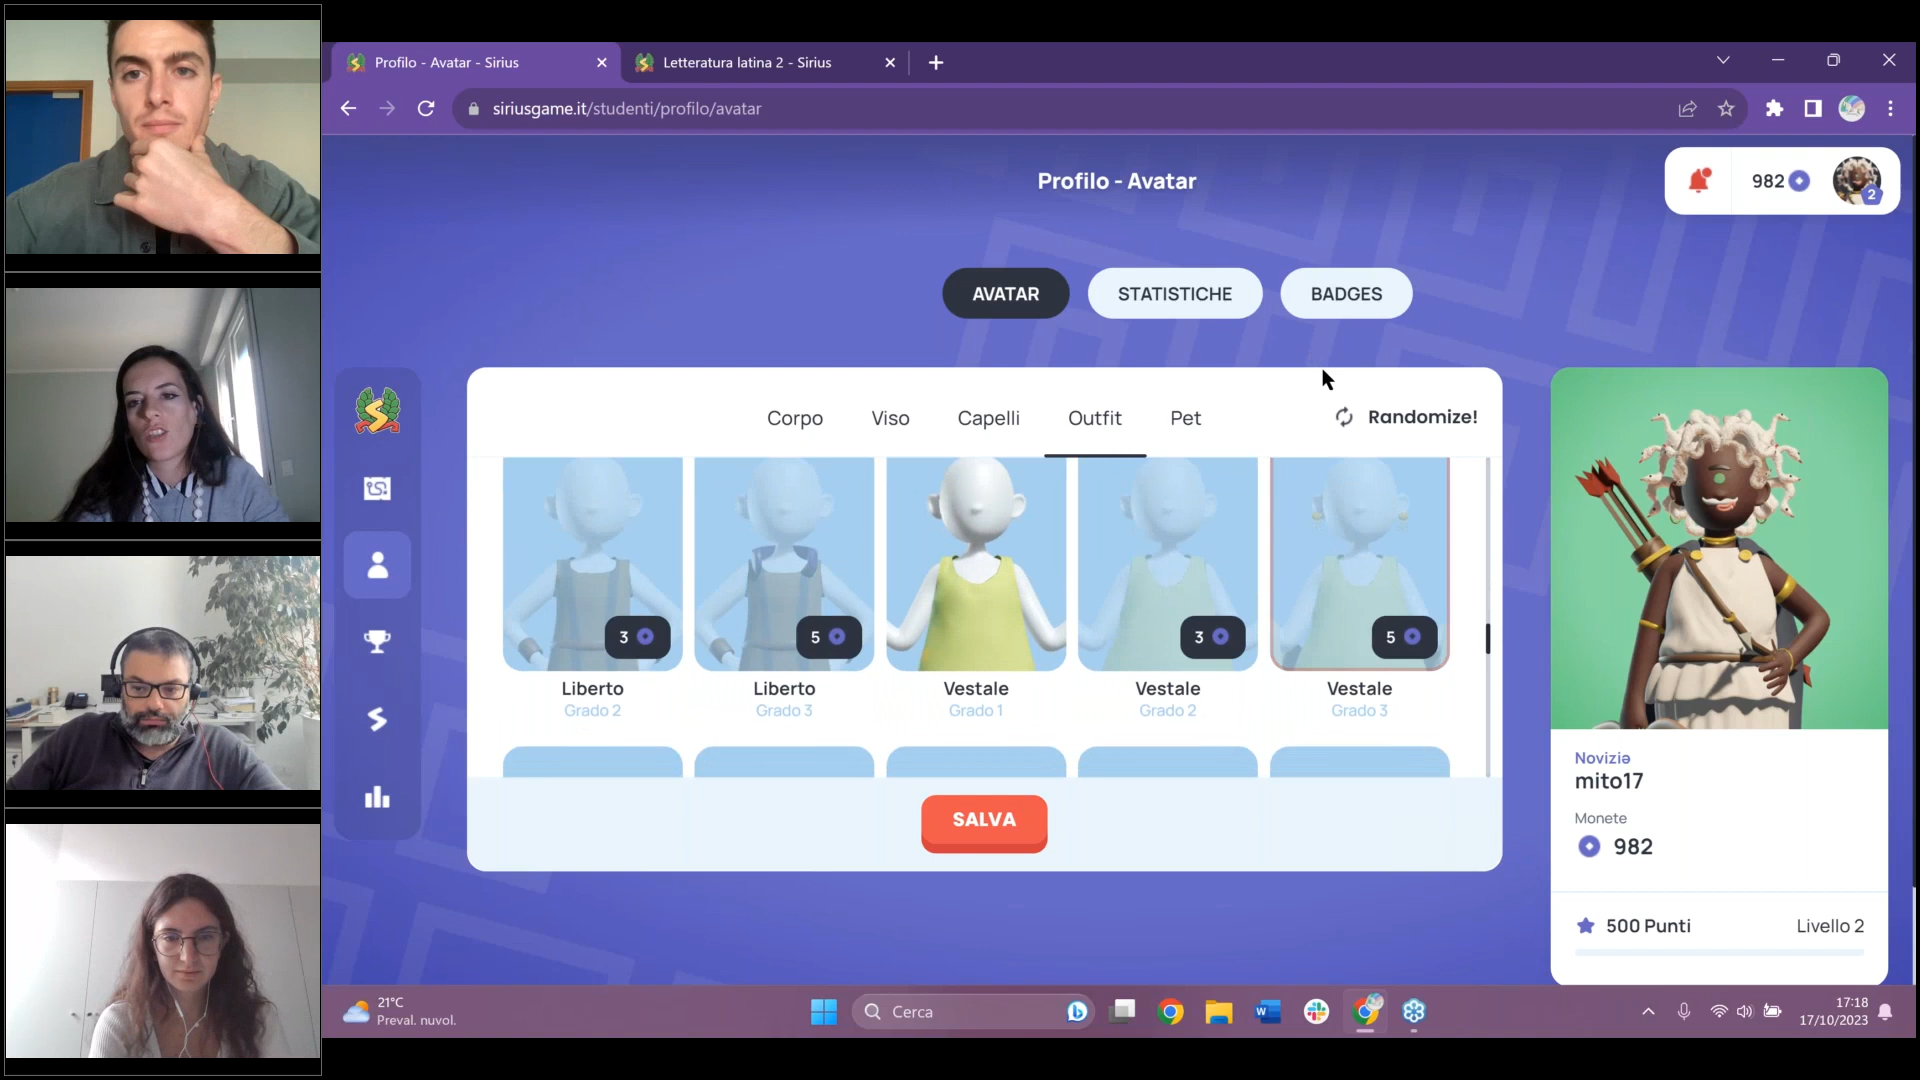 Profilo - Avatar - Sirius
Letteratura latina 2 - Sirius
siriusgame.it/studenti/profilo/avatar
Profilo - Avatar
982
2
AVATAR
STATISTICHE
BADGES
Corpo
Viso
Capelli
Outfit
Pet
Randomize!
3
5
3
5
Liberto
Grado 2
Liberto
Grado 3
Vestale
Grado 1
Vestale
Grado 2
Vestale
Grado 3
SALVA
Noviziə
mito17
Monete
982
500 Punti
Livello 2
21°C
Preval. nuvol.
Cerca
17:18
17/10/2023